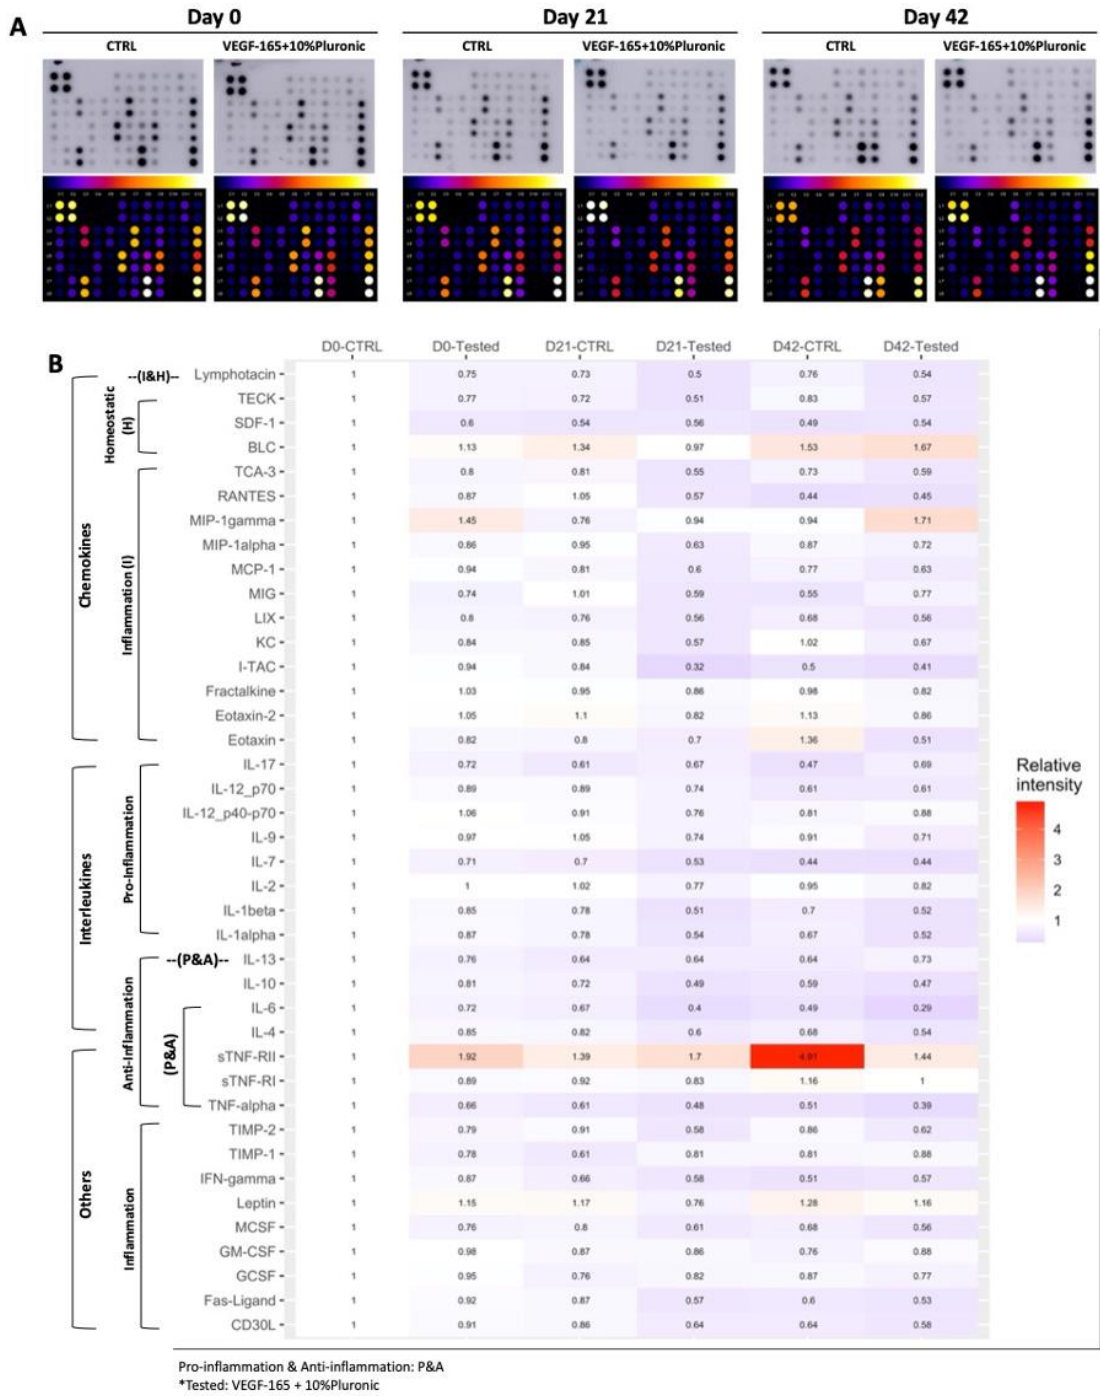 A
Day 0 Day 21 Day 42
CTRL VEGF-165+10%Pluronic CTRL VEGF-165+10%Pluronic CTRL VEGF-165+10%Pluronic
B
D0-CTRL D0-Tested D21-CTRL D21-Tested D42-CTRL D42-Tested
--(I&H)-- Lymphotacin 1 0.75 0.73 0.5 0.76 0.54
TECK 1 0.77 0.72 0.51 0.83 0.57
SDF-1 1 0.6 0.54 0.56 0.49 0.54
BLC 1 1.13 1.34 0.97 1.53 1.67
TCA-3 1 0.8 0.81 0.55 0.73 0.59
RANTES 1 0.87 1.05 0.57 0.44 0.45
MIP-1gamma 1 1.45 0.76 0.94 0.94 1.71
MIP-1alpha 1 0.86 0.95 0.63 0.87 0.72
MCP-1 1 0.94 0.81 0.6 0.77 0.63
MIG 1 0.74 1.01 0.59 0.55 0.77
LIX 1 0.8 0.76 0.56 0.68 0.56
KC 1 0.84 0.85 0.57 1.02 0.67
I-TAC 1 0.94 0.84 0.32 0.5 0.41
Fractalkine 1 1.03 0.95 0.86 0.98 0.82
Eotaxin-2 1 1.05 1.1 0.82 1.13 0.86
Eotaxin 1 0.82 0.8 0.7 1.36 0.51
IL-17 1 0.72 0.61 0.67 0.47 0.69
IL-12_p70 1 0.89 0.89 0.74 0.61 0.61
IL-12_p40-p70 1 1.06 0.91 0.76 0.81 0.88
IL-9 1 0.97 1.05 0.74 0.91 0.71
IL-7 1 0.71 0.7 0.53 0.44 0.44
IL-2 1 1 1.02 0.77 0.95 0.82
IL-1beta 1 0.85 0.78 0.51 0.7 0.52
IL-1alpha 1 0.87 0.78 0.54 0.67 0.52
--(P&A)-- IL-13 1 0.76 0.64 0.64 0.64 0.73
IL-10 1 0.81 0.72 0.49 0.59 0.47
IL-6 1 0.72 0.67 0.4 0.49 0.29
IL-4 1 0.85 0.82 0.6 0.68 0.54
sTNF-RII 1 1.92 1.39 1.7 4.91 1.44
sTNF-RI 1 0.89 0.92 0.83 1.16 1
TNF-alpha 1 0.66 0.61 0.48 0.51 0.39
TIMP-2 1 0.79 0.91 0.58 0.86 0.62
TIMP-1 1 0.78 0.61 0.81 0.81 0.88
IFN-gamma 1 0.87 0.66 0.58 0.51 0.57
Leptin 1 1.15 1.17 0.76 1.28 1.16
MCSF 1 0.76 0.8 0.61 0.68 0.56
GM-CSF 1 0.98 0.87 0.86 0.76 0.88
GCSF 1 0.95 0.76 0.82 0.87 0.77
Fas-Ligand 1 0.92 0.87 0.57 0.6 0.53
CD30L 1 0.91 0.86 0.64 0.64 0.58
Chemokines
Homeostatic
(H)
Inflammation (I)
Interleukines
Pro-Inflammation
Anti-Inflammation
(P&A)
Others
Inflammation
Relative
intensity
4
3
2
1
Pro-inflammation & Anti-inflammation: P&A
*Tested: VEGF-165 + 10%Pluronic